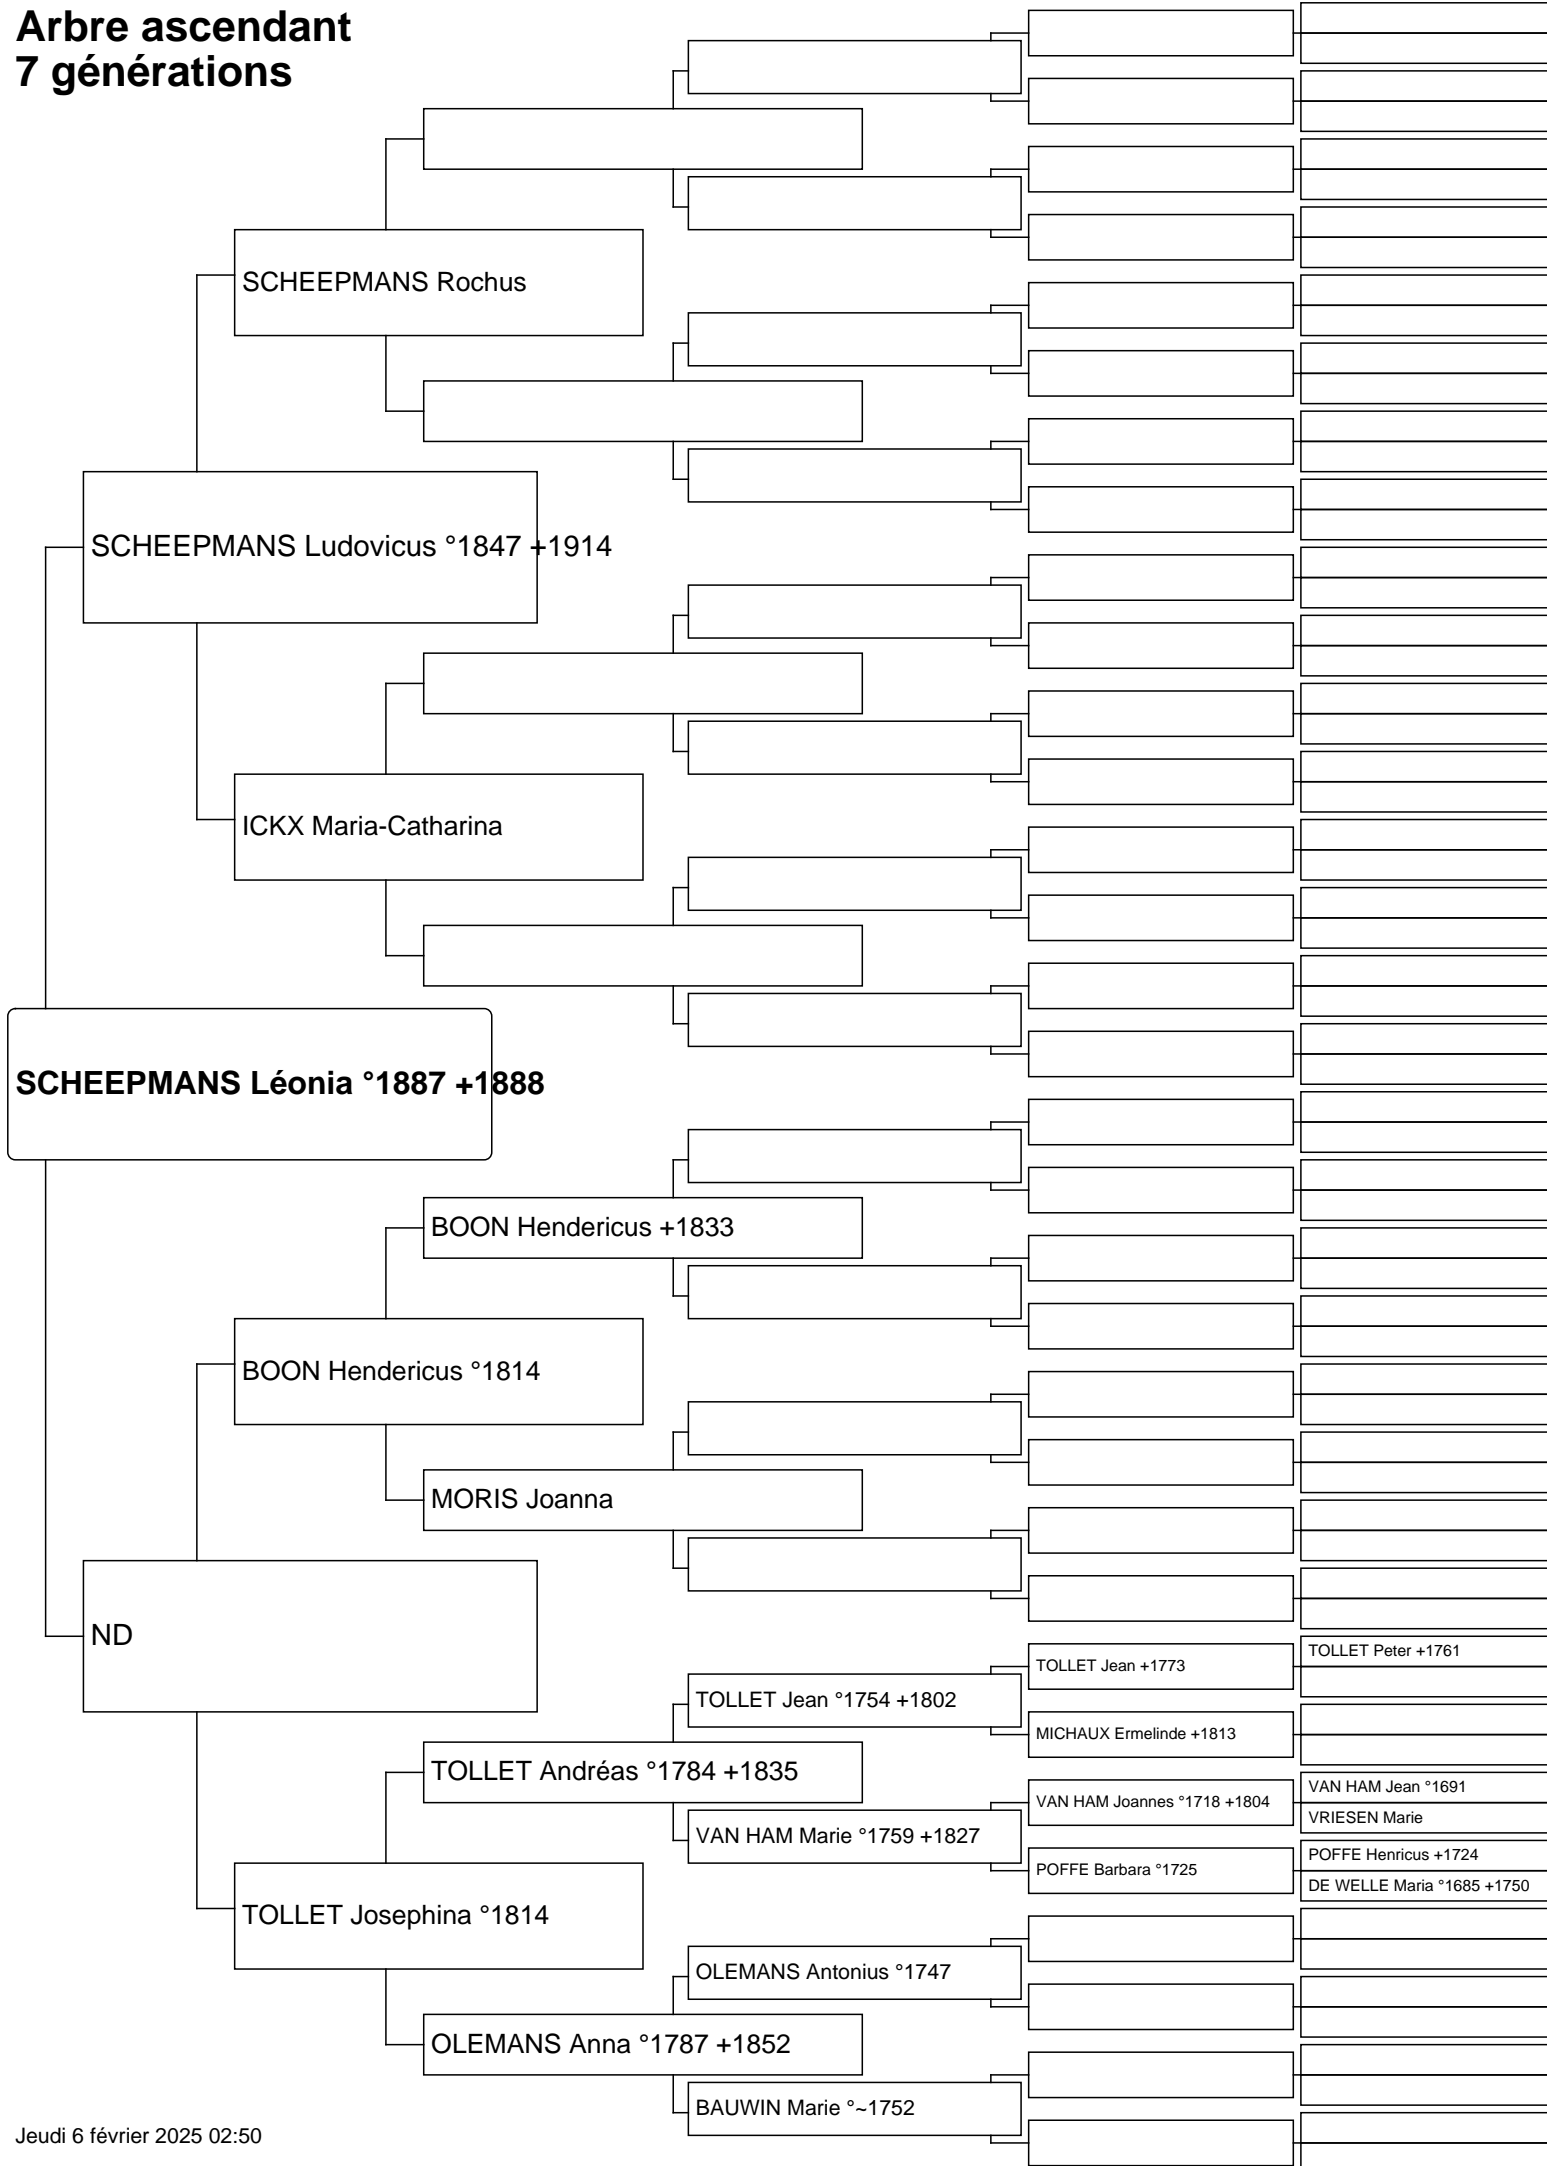 Arbre ascendant
7 générations
SCHEEPMANS Rochus
SCHEEPMANS Ludovicus °1847 +1914
ICKX Maria-Catharina
SCHEEPMANS Léonia °1887 +1888
BOON Hendericus +1833
BOON Hendericus °1814
MORIS Joanna
ND
TOLLET Peter +1761
TOLLET Jean +1773
TOLLET Jean °1754 +1802
MICHAUX Ermelinde +1813
TOLLET Andréas °1784 +1835
VAN HAM Jean °1691
VAN HAM Joannes °1718 +1804
VRIESEN Marie
VAN HAM Marie °1759 +1827
POFFE Henricus +1724
POFFE Barbara °1725
DE WELLE Maria °1685 +1750
TOLLET Josephina °1814
OLEMANS Antonius °1747
OLEMANS Anna °1787 +1852
BAUWIN Marie °~1752
Jeudi 6 février 2025 02:50